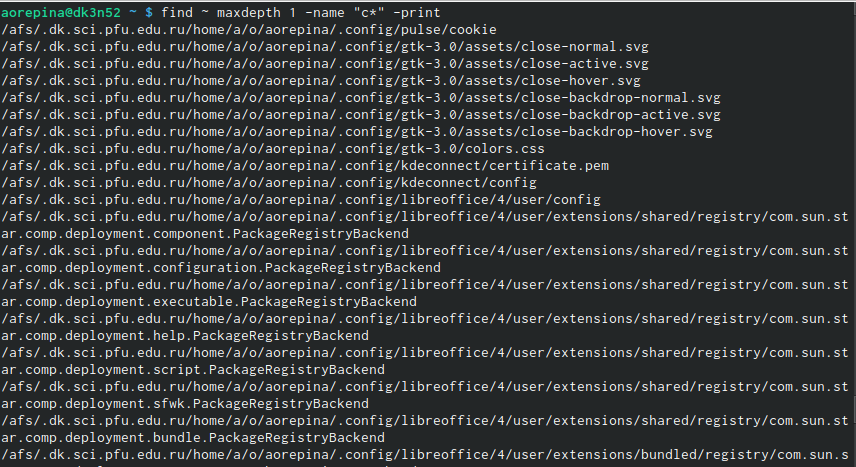 aorepina@dk3n52 ~ $ find ~ maxdepth 1 -name "c*" -print
/afs/.dk.sci.pfu.edu.ru/home/a/o/aorepina/.config/pulse/cookie
/afs/.dk.sci.pfu.edu.ru/home/a/o/aorepina/.config/gtk-3.0/assets/close-normal.svg
/afs/.dk.sci.pfu.edu.ru/home/a/o/aorepina/.config/gtk-3.0/assets/close-active.svg
/afs/.dk.sci.pfu.edu.ru/home/a/o/aorepina/.config/gtk-3.0/assets/close-hover.svg
/afs/.dk.sci.pfu.edu.ru/home/a/o/aorepina/.config/gtk-3.0/assets/close-backdrop-normal.svg
/afs/.dk.sci.pfu.edu.ru/home/a/o/aorepina/.config/gtk-3.0/assets/close-backdrop-active.svg
/afs/.dk.sci.pfu.edu.ru/home/a/o/aorepina/.config/gtk-3.0/assets/close-backdrop-hover.svg
/afs/.dk.sci.pfu.edu.ru/home/a/o/aorepina/.config/gtk-3.0/colors.css
/afs/.dk.sci.pfu.edu.ru/home/a/o/aorepina/.config/kdeconnect/certificate.pem
/afs/.dk.sci.pfu.edu.ru/home/a/o/aorepina/.config/kdeconnect/config
/afs/.dk.sci.pfu.edu.ru/home/a/o/aorepina/.config/libreoffice/4/user/config
/afs/.dk.sci.pfu.edu.ru/home/a/o/aorepina/.config/libreoffice/4/user/extensions/shared/registry/com.sun.st
ar.comp.deployment.component.PackageRegistryBackend
/afs/.dk.sci.pfu.edu.ru/home/a/o/aorepina/.config/libreoffice/4/user/extensions/shared/registry/com.sun.st
ar.comp.deployment.configuration.PackageRegistryBackend
/afs/.dk.sci.pfu.edu.ru/home/a/o/aorepina/.config/libreoffice/4/user/extensions/shared/registry/com.sun.st
ar.comp.deployment.executable.PackageRegistryBackend
/afs/.dk.sci.pfu.edu.ru/home/a/o/aorepina/.config/libreoffice/4/user/extensions/shared/registry/com.sun.st
ar.comp.deployment.help.PackageRegistryBackend
/afs/.dk.sci.pfu.edu.ru/home/a/o/aorepina/.config/libreoffice/4/user/extensions/shared/registry/com.sun.st
ar.comp.deployment.script.PackageRegistryBackend
/afs/.dk.sci.pfu.edu.ru/home/a/o/aorepina/.config/libreoffice/4/user/extensions/shared/registry/com.sun.st
ar.comp.deployment.sfwk.PackageRegistryBackend
/afs/.dk.sci.pfu.edu.ru/home/a/o/aorepina/.config/libreoffice/4/user/extensions/shared/registry/com.sun.st
ar.comp.deployment.bundle.PackageRegistryBackend
/afs/.dk.sci.pfu.edu.ru/home/a/o/aorepina/.config/libreoffice/4/user/extensions/bundled/registry/com.sun.s